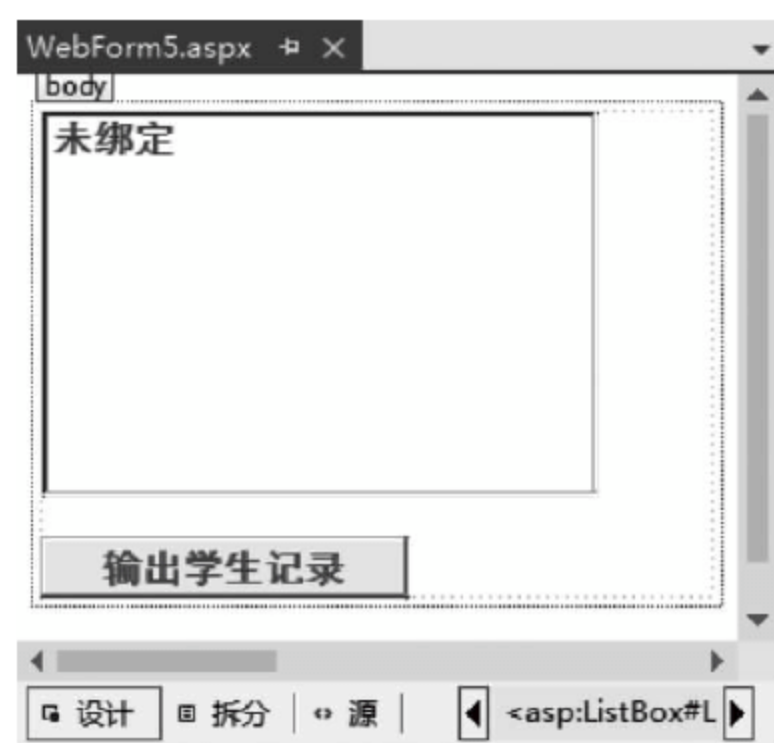 WebForm5.aspx
body
未绑定
输出学生记录
设计 拆分 源 <asp:ListBox#L